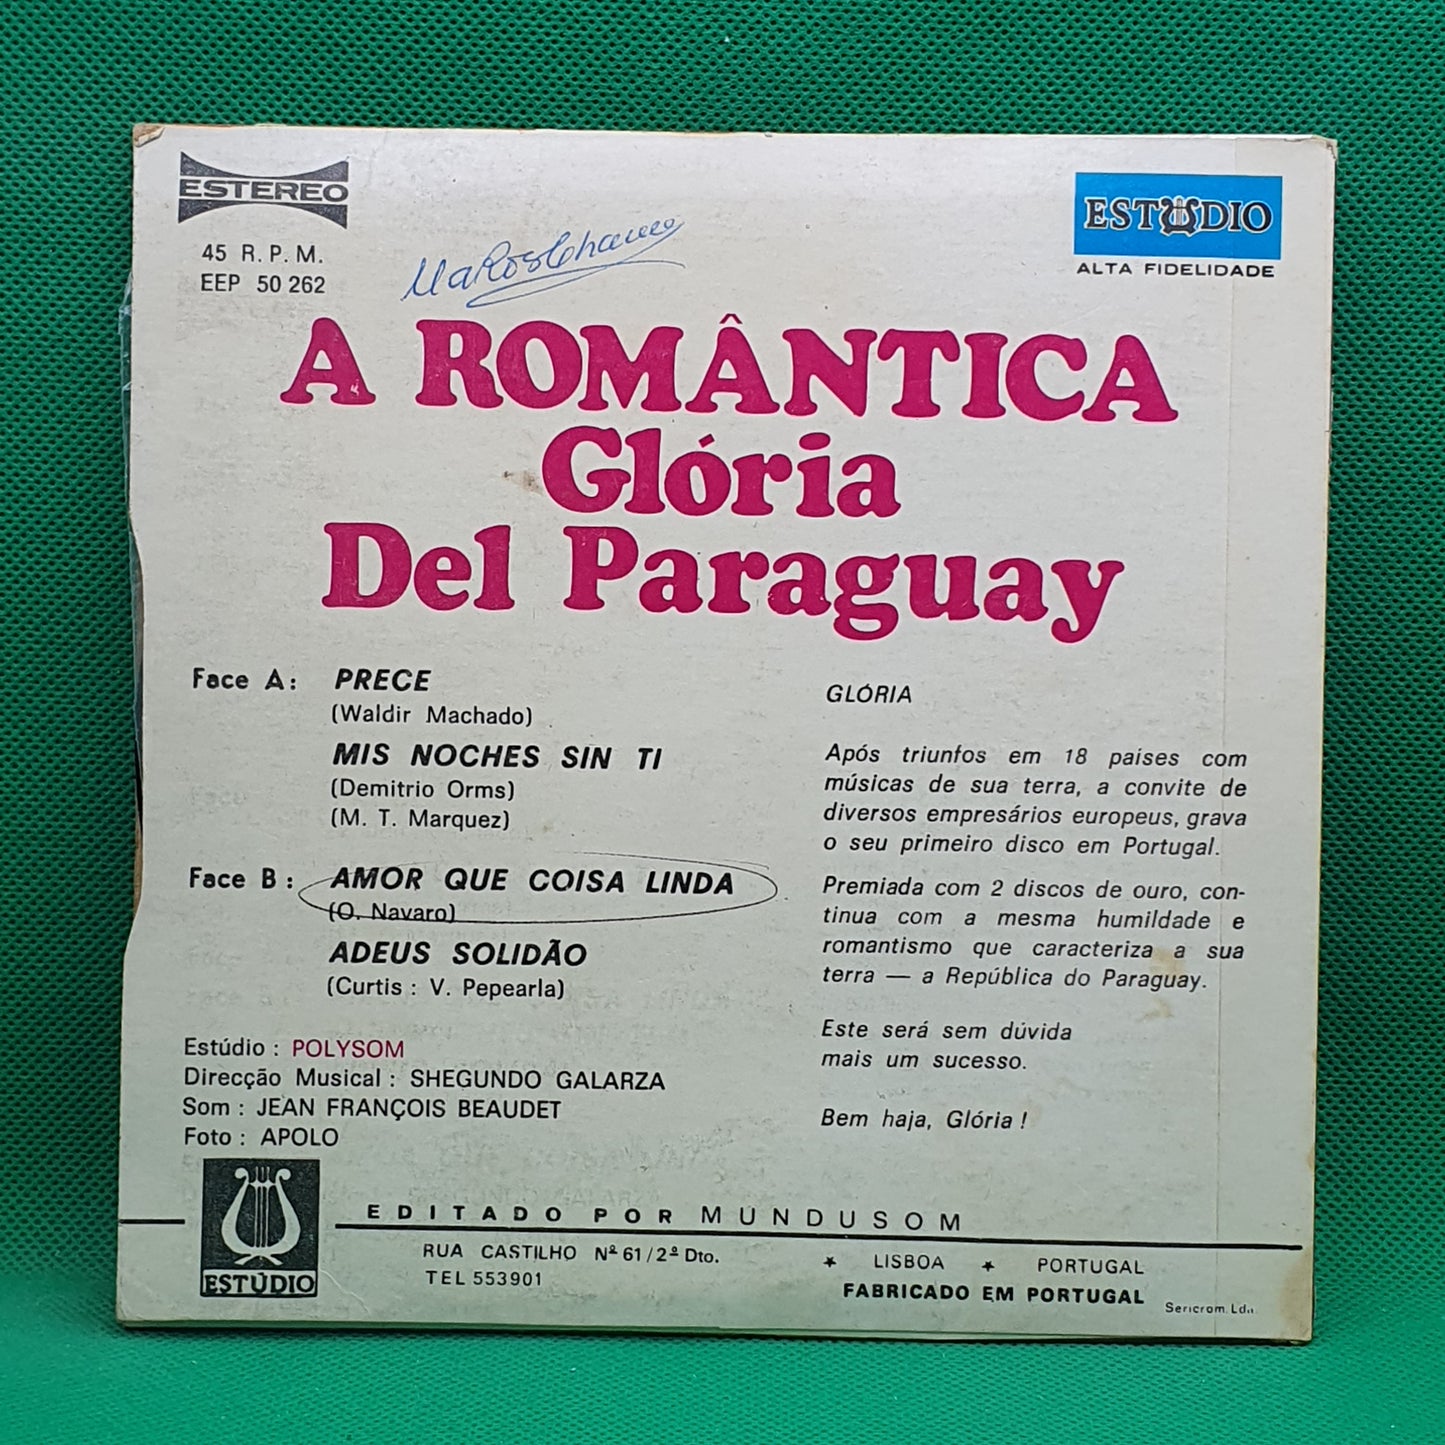 ESTEREO
45 R.P.M.
EEP 50 262
ESTÚDIO
ALTA FIDELIDADE
A ROMÂNTICA
Glória
Del Paraguay
Face A: PRECE
(Waldir Machado)
MIS NOCHES SIN TI
(Demitrio Orms)
(M. T. Marquez)
Face B: AMOR QUE COISA LINDA
(O. Navaro)
ADEUS SOLIDÃO
(Curtis : V. Pepearla)
Estúdio : POLYSOM
Direcção Musical : SHEGUNDO GALARZA
Som : JEAN FRANÇOIS BEAUDET
Foto : APOLO
GLÓRIA
Após triunfos em 18 países com
músicas de sua terra, a convite de
diversos empresários europeus, grava
o seu primeiro disco em Portugal.
Premiada com 2 discos de ouro, con-
tinua com a mesma humildade e
romantismo que caracteriza a sua
terra — a República do Paraguay.
Este será sem dúvida
mais um sucesso.
Bem haja, Glória !
ESTÚDIO
EDITADO POR MUNDUSOM
RUA CASTILHO Nº 61/2º Dto.
TEL 553901
★ LISBOA ★ PORTUGAL
FABRICADO EM PORTUGAL
Sericrom, Lda.